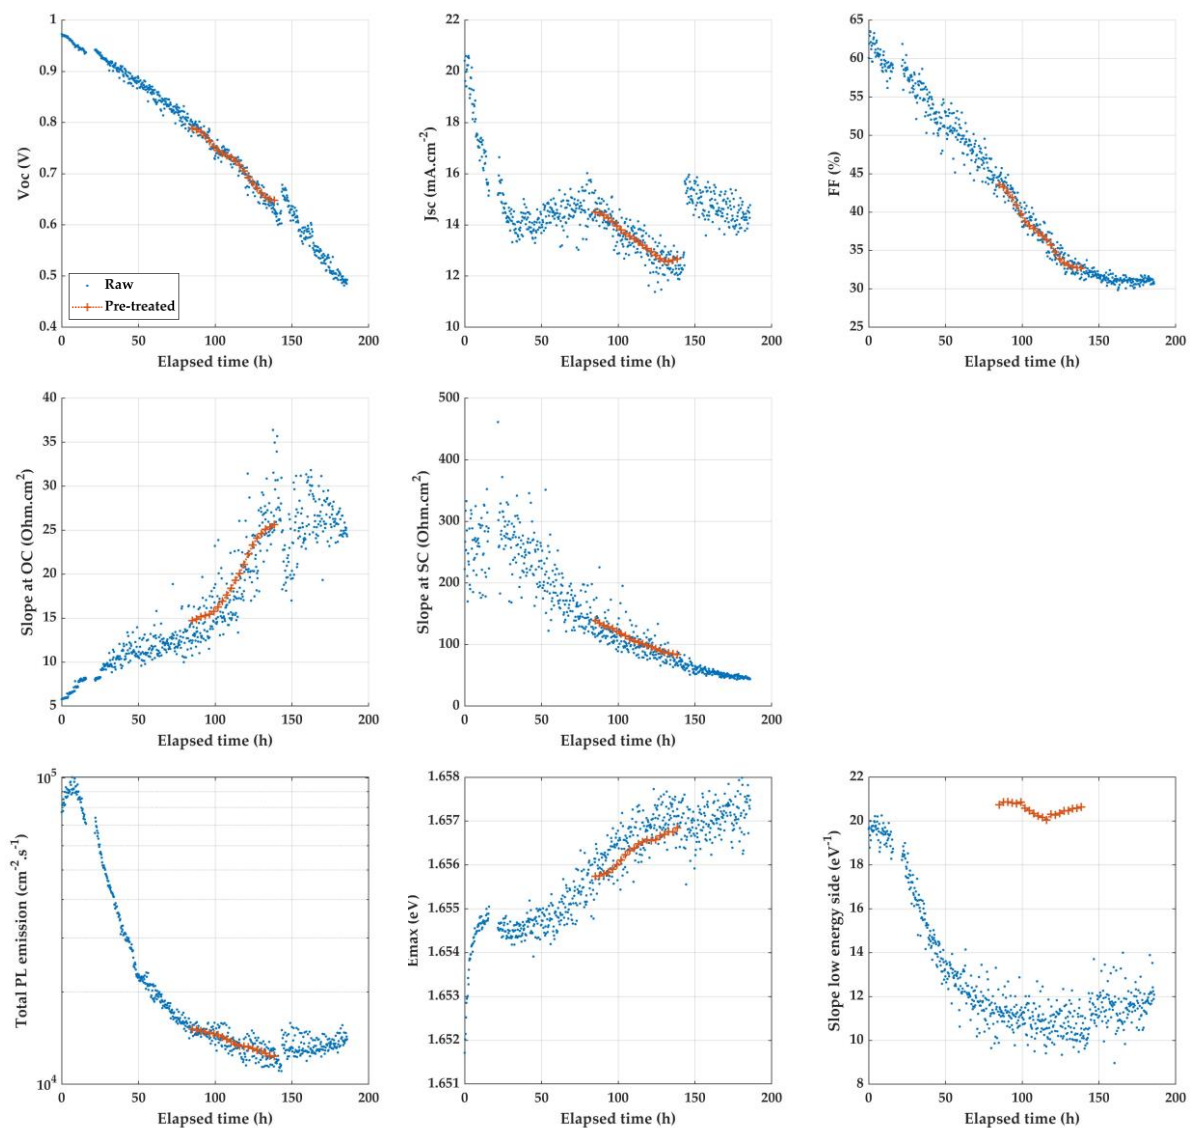 1
0.9
0.8
0.7
0.6
0.5
0.4
Voc (V)
0 50 100 150 200
Elapsed time (h)
Raw
Pre-treated
22
20
18
16
14
12
10
Jsc (mA.cm-2)
0 50 100 150 200
Elapsed time (h)
65
60
55
50
45
40
35
30
25
FF (%)
0 50 100 150 200
Elapsed time (h)
40
35
30
25
20
15
10
5
Slope at OC (Ohm.cm2)
0 50 100 150 200
Elapsed time (h)
500
400
300
200
100
0
Slope at SC (Ohm.cm2)
0 50 100 150 200
Elapsed time (h)
105
104
Total PL emission (cm-2.s-1)
0 50 100 150 200
Elapsed time (h)
1.658
1.657
1.656
1.655
1.654
1.653
1.652
1.651
Emax (eV)
0 50 100 150 200
Elapsed time (h)
22
20
18
16
14
12
10
8
Slope low energy side (eV-1)
0 50 100 150 200
Elapsed time (h)